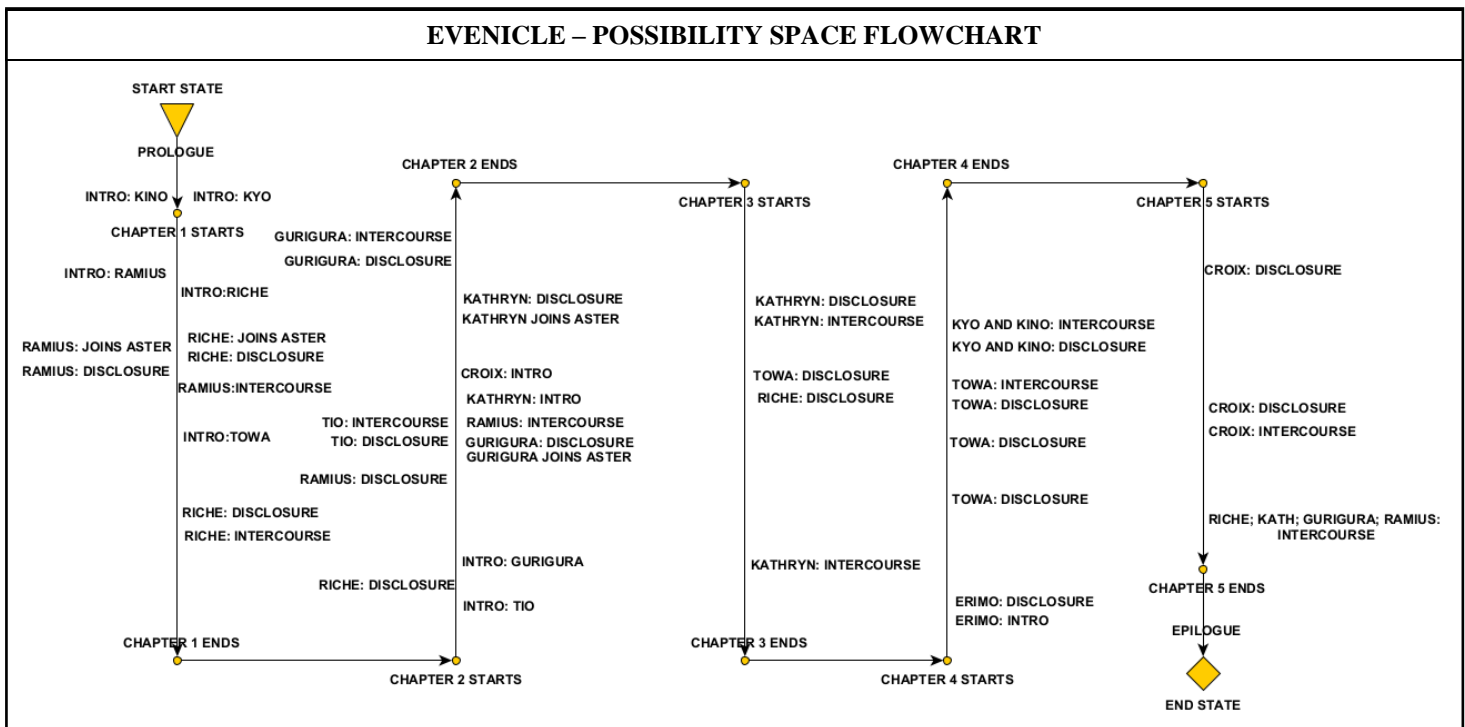 EVENICLE – POSSIBILITY SPACE FLOWCHART
START STATE
PROLOGUE
INTRO: KINO
INTRO: KYO
CHAPTER 1 STARTS
INTRO: RAMIUS
INTRO:RICHE
RAMIUS: JOINS ASTER
RAMIUS: DISCLOSURE
RICHE: JOINS ASTER
RICHE: DISCLOSURE
RAMIUS:INTERCOURSE
INTRO:TOWA
RICHE: DISCLOSURE
RICHE: INTERCOURSE
CHAPTER 1 ENDS
CHAPTER 2 STARTS
INTRO: TIO
RICHE: DISCLOSURE
INTRO: GURIGURA
RAMIUS: DISCLOSURE
TIO: INTERCOURSE
TIO: DISCLOSURE
CROIX: INTRO
KATHRYN: INTRO
RAMIUS: INTERCOURSE
GURIGURA: DISCLOSURE
GURIGURA JOINS ASTER
KATHRYN: DISCLOSURE
KATHRYN JOINS ASTER
GURIGURA: INTERCOURSE
GURIGURA: DISCLOSURE
CHAPTER 2 ENDS
CHAPTER 3 STARTS
KATHRYN: DISCLOSURE
KATHRYN: INTERCOURSE
TOWA: DISCLOSURE
RICHE: DISCLOSURE
KATHRYN: INTERCOURSE
CHAPTER 3 ENDS
CHAPTER 4 STARTS
ERIMO: DISCLOSURE
ERIMO: INTRO
TOWA: DISCLOSURE
TOWA: DISCLOSURE
TOWA: INTERCOURSE
TOWA: DISCLOSURE
KYO AND KINO: INTERCOURSE
KYO AND KINO: DISCLOSURE
CHAPTER 4 ENDS
CHAPTER 5 STARTS
CROIX: DISCLOSURE
CROIX: DISCLOSURE
CROIX: INTERCOURSE
RICHE; KATH; GURIGURA; RAMIUS:
INTERCOURSE
CHAPTER 5 ENDS
EPILOGUE
END STATE